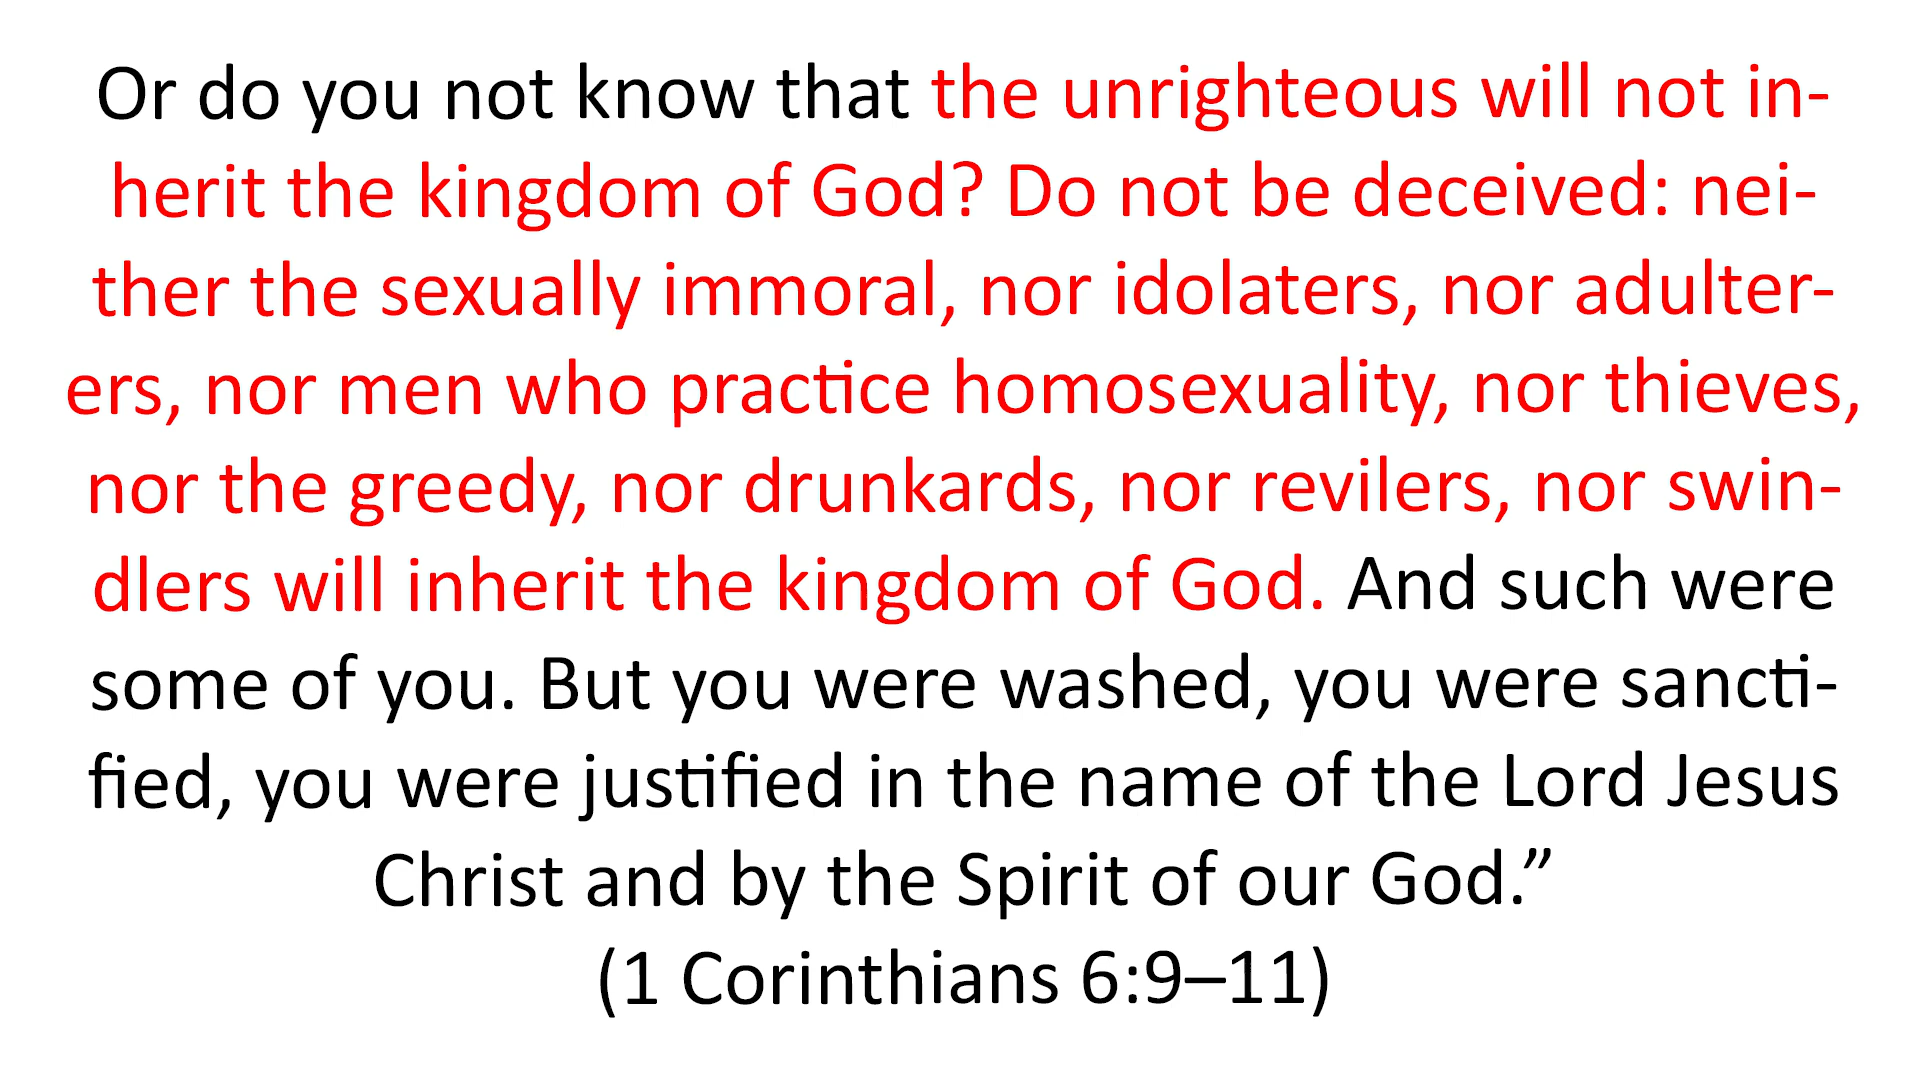 Or do you not know that the unrighteous will not in-
herit the kingdom of God? Do not be deceived: nei-
ther the sexually immoral, nor idolaters, nor adulter-
ers, nor men who practice homosexuality, nor thieves,
nor the greedy, nor drunkards, nor revilers, nor swin-
dlers will inherit the kingdom of God. And such were
some of you. But you were washed, you were sancti-
fied, you were justified in the name of the Lord Jesus
Christ and by the Spirit of our God.”
(1 Corinthians 6:9–11)